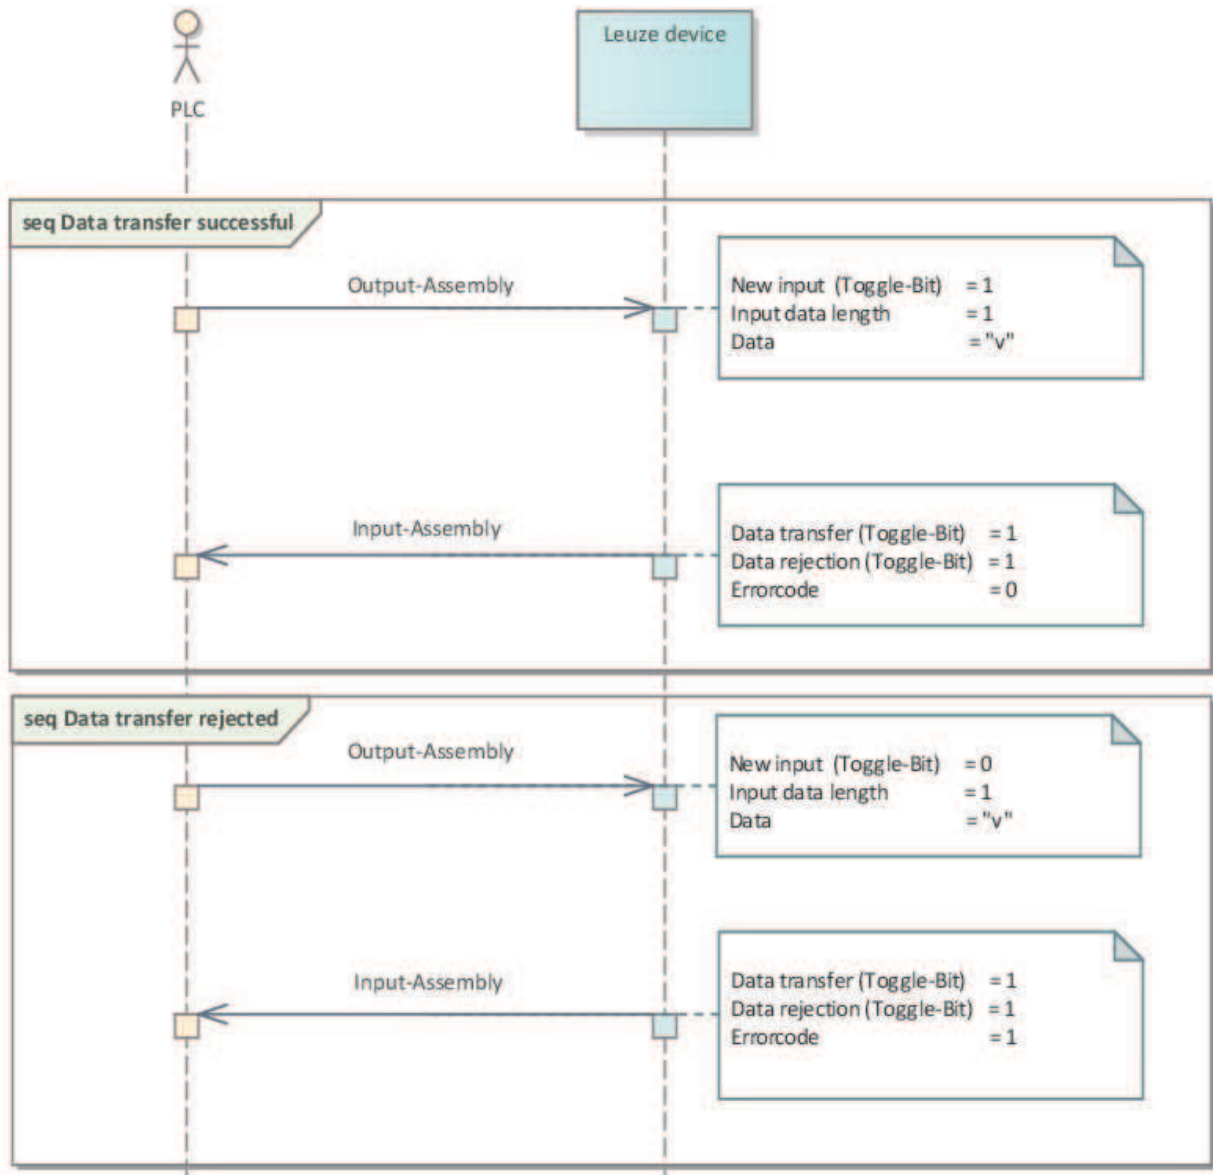 Leuze device
PLC
seq Data transfer successful
Output-Assembly
New input (Toggle-Bit) = 1
Input data length = 1
Data = "v"
Input-Assembly
Data transfer (Toggle-Bit) = 1
Data rejection (Toggle-Bit) = 1
Errorcode = 0
seq Data transfer rejected
Output-Assembly
New input (Toggle-Bit) = 0
Input data length = 1
Data = "v"
Input-Assembly
Data transfer (Toggle-Bit) = 1
Data rejection (Toggle-Bit) = 1
Errorcode = 1